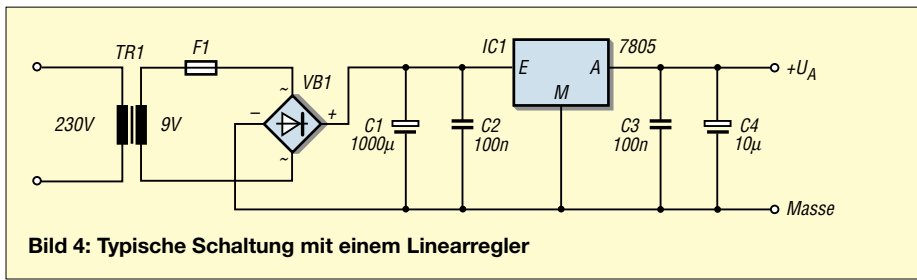 TR1
F1
VB1
230V
9V
~
~
–
+
C1
1000µ
C2
100n
IC1
7805
E
A
M
C3
100n
C4
10µ
+U_A
Masse
Bild 4: Typische Schaltung mit einem Linearregler